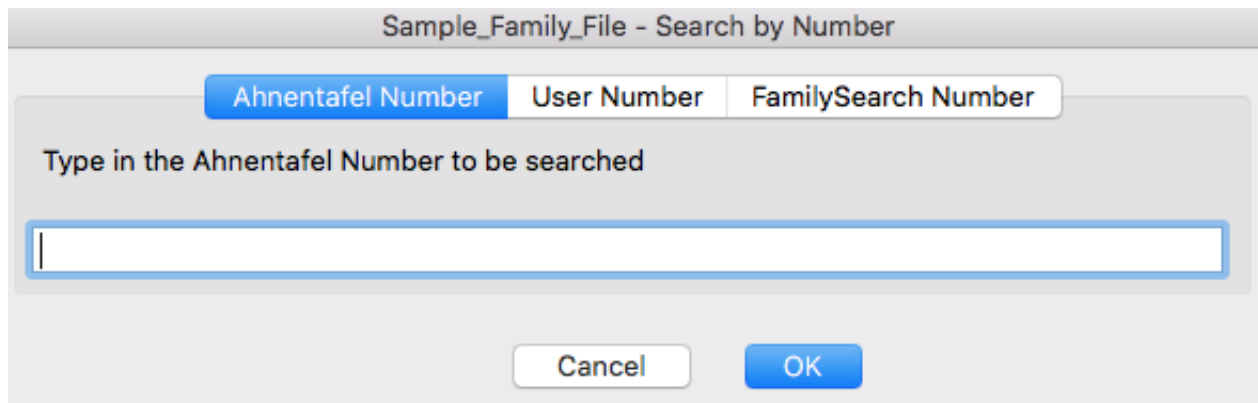 Sample_Family_File - Search by Number
Ahnentafel Number User Number FamilySearch Number
Type in the Ahnentafel Number to be searched
Cancel OK